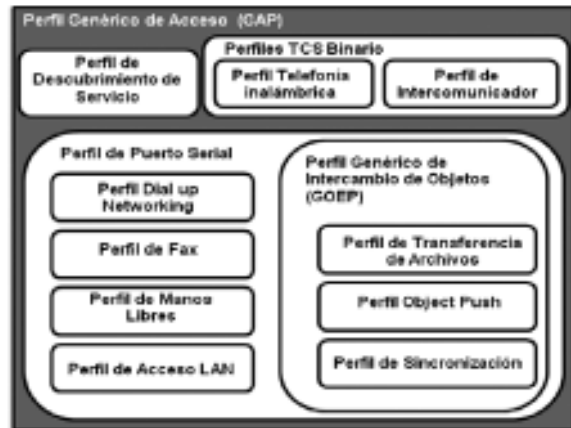 Perfil Genérico de Acceso (GAP)
Perfil de
Descubrimiento de
Servicio
Perfiles TCS Binario
Perfil Telefonía
inalámbrica
Perfil de
Intercomunicador
Perfil de Puerto Serial
Perfil Dial up
Networking
Perfil de Fax
Perfil de Manos
Libres
Perfil de Acceso LAN
Perfil Genérico de
Intercambio de Objetos
(GOEP)
Perfil de Transferencia
de Archivos
Perfil Object Push
Perfil de Sincronización